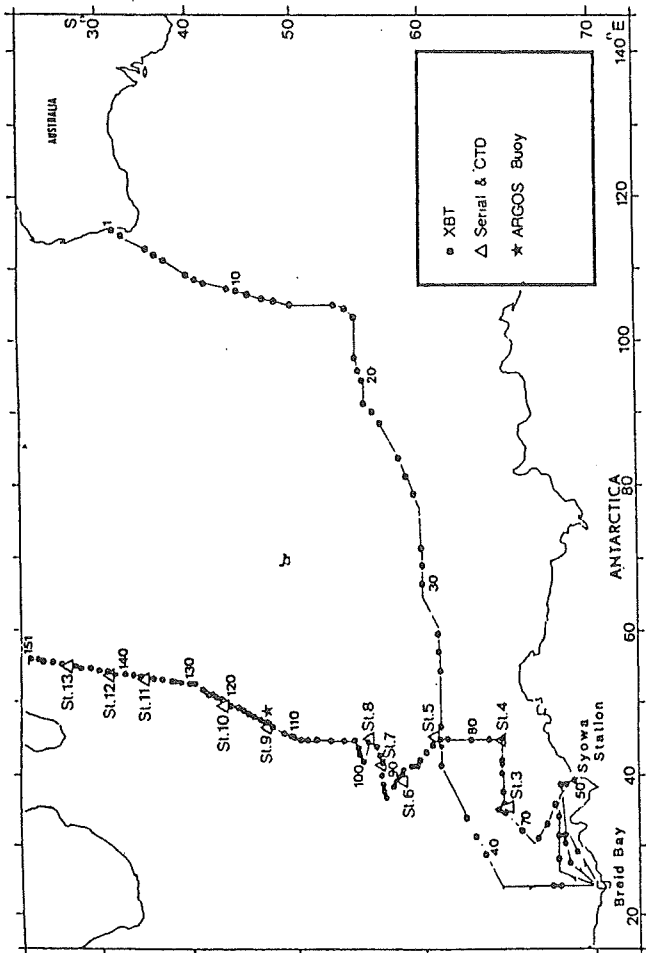 S
30°
40
50
60
70
20
40
60
80
100
120
140°E
AUSTRALIA
ANTARCTICA
Syowa
Station
Breid Bay
XBT
Serial & CTD
ARGOS Buoy
1
10
20
30
40
50
70
80
90
100
110
120
130
140
151
St.3
St.4
St.5
St.6
St.7
St.8
St.9
St.10
St.11
St.12
St.13